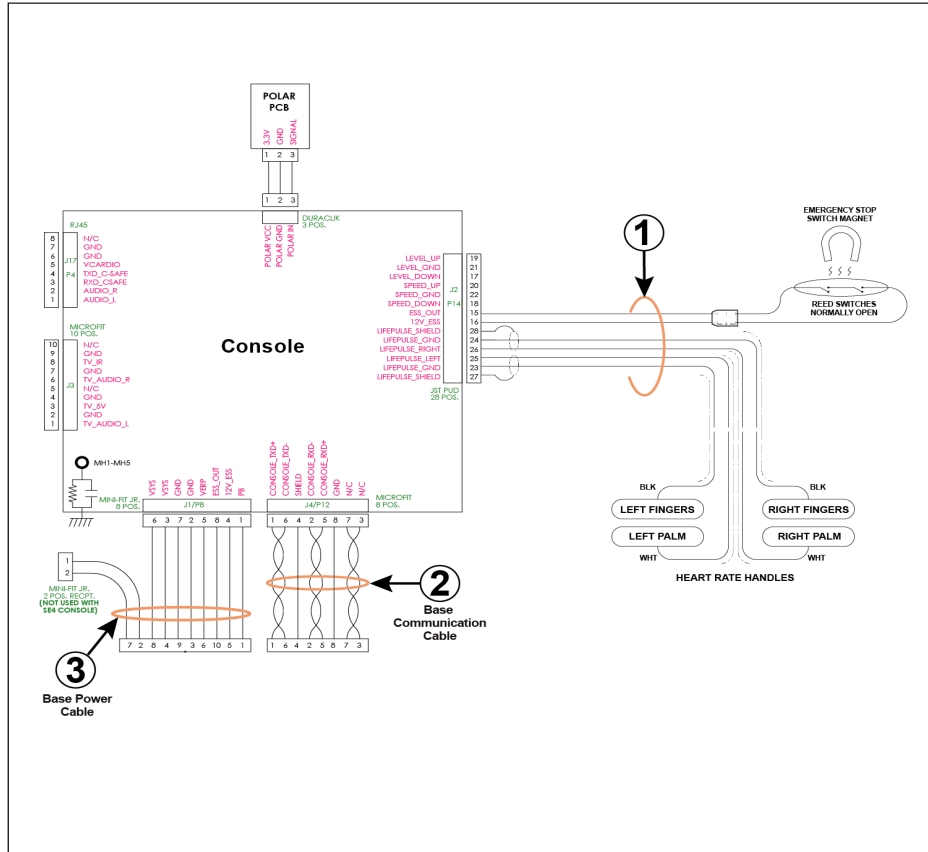 POLAR
PCB
3.3V
GND
SIGNAL
1 2 3
1 2 3
DURACLIK
3 POS.
POLAR VCC
POLAR GND
POLAR IN
RJ45
J17
P4
8 N/C
7 GND
6 GND
5 VCARDIO
4 TXD_C-SAFE
3 RXD_CSAFE
2 AUDIO_R
1 AUDIO_L
MICROFIT
10 POS.
J3
10 N/C
9 GND
8 TV_IR
7 GND
6 TV_AUDIO_R
5 N/C
4 GND
3 TV_5V
2 GND
1 TV_AUDIO_L
Console
LEVEL_UP 19
LEVEL_GND 21
LEVEL_DOWN 17
SPEED_UP 20
SPEED_GND 22
SPEED_DOWN 18
ESS_OUT 15
12V_ESS 16
LIFEPULSE_SHIELD 28
LIFEPULSE_GND 24
LIFEPULSE_RIGHT 26
LIFEPULSE_LEFT 25
LIFEPULSE_GND 23
LIFEPULSE_SHIELD 27
J2
P14
JST PUD
28 POS.
1
EMERGENCY STOP
SWITCH MAGNET
REED SWITCHES
NORMALLY OPEN
BLK
LEFT FINGERS
LEFT PALM
WHT
BLK
RIGHT FINGERS
RIGHT PALM
WHT
HEART RATE HANDLES
MH1-MH5
MINI-FIT JR.
8 POS.
VSYS
VSYS
GND
GND
VERP
ESS_OUT
12V_ESS
PB
J1/P8
6 3 7 2 5 8 4 1
CONSOLE_TXD+
CONSOLE_TXD-
SHIELD
CONSOLE_RXD-
CONSOLE_RXD+
GND
N/C
N/C
J4/P12
MICROFIT
8 POS.
1 6 4 2 5 8 7 3
1
2
MINI-FIT JR.
2 POS. RECPT.
(NOT USED WITH
SE4 CONSOLE)
7 2 8 4 9 3 6 10 5 1
1 6 4 2 5 8 7 3
2
Base
Communication
Cable
3
Base Power
Cable